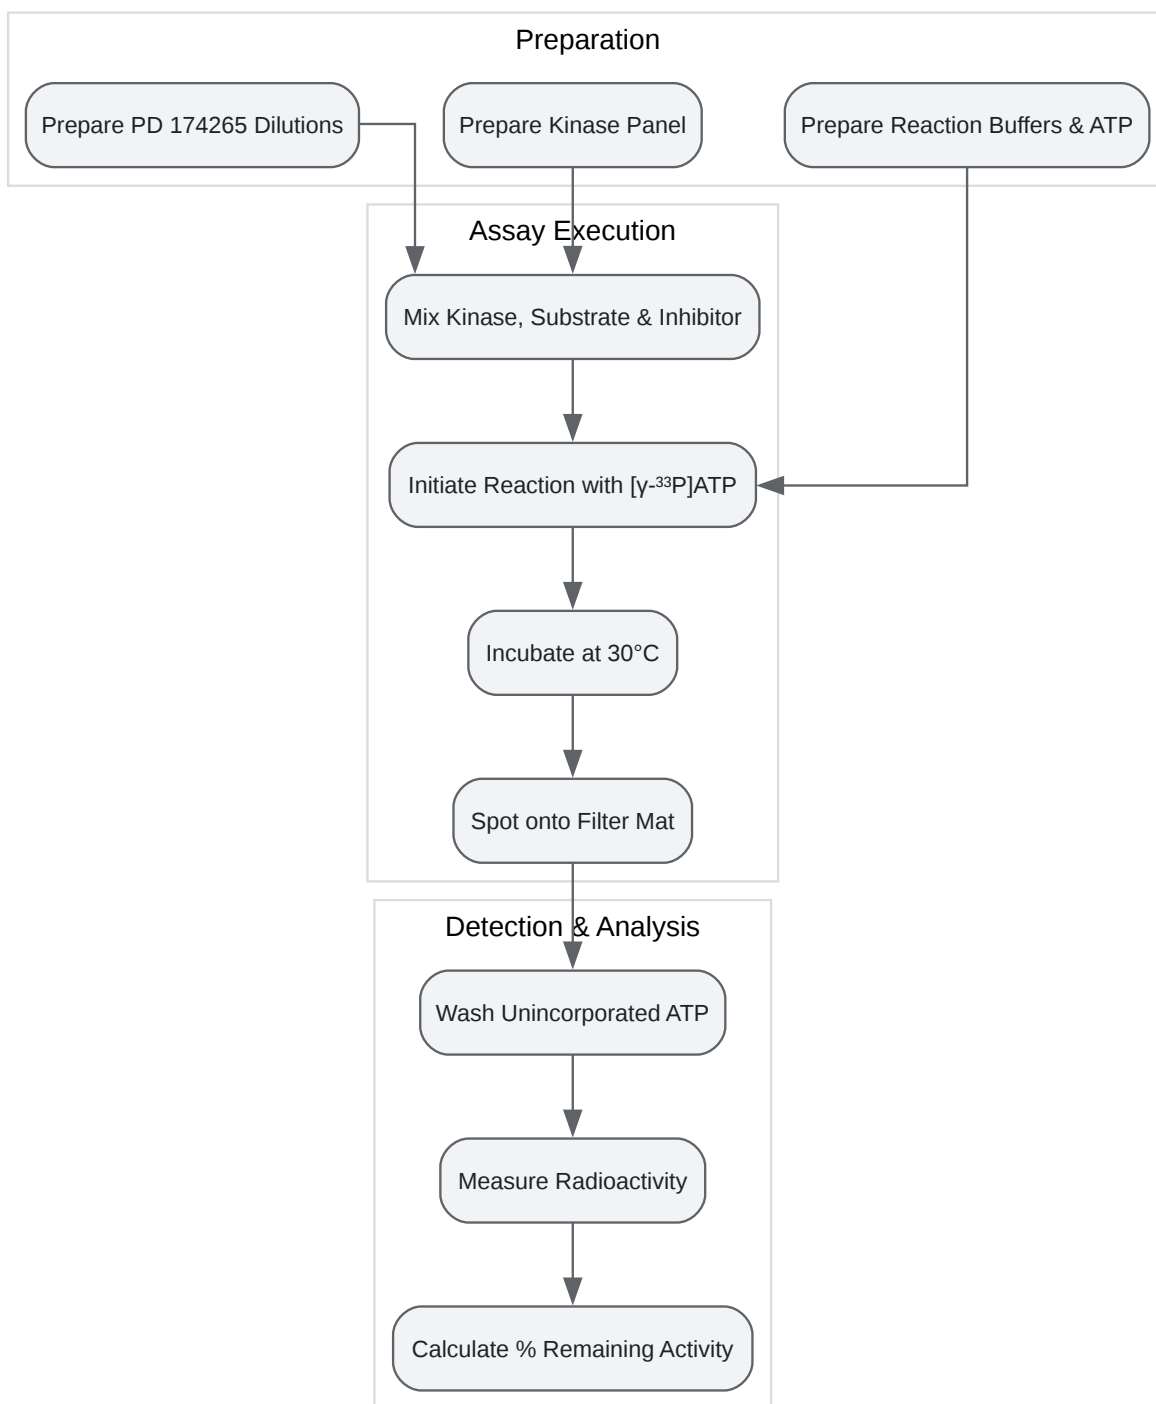 Preparation
Prepare PD 174265 Dilutions
Prepare Kinase Panel
Prepare Reaction Buffers & ATP
Assay Execution
Mix Kinase, Substrate & Inhibitor
Initiate Reaction with [γ-³³P]ATP
Incubate at 30°C
Spot onto Filter Mat
Detection & Analysis
Wash Unincorporated ATP
Measure Radioactivity
Calculate % Remaining Activity